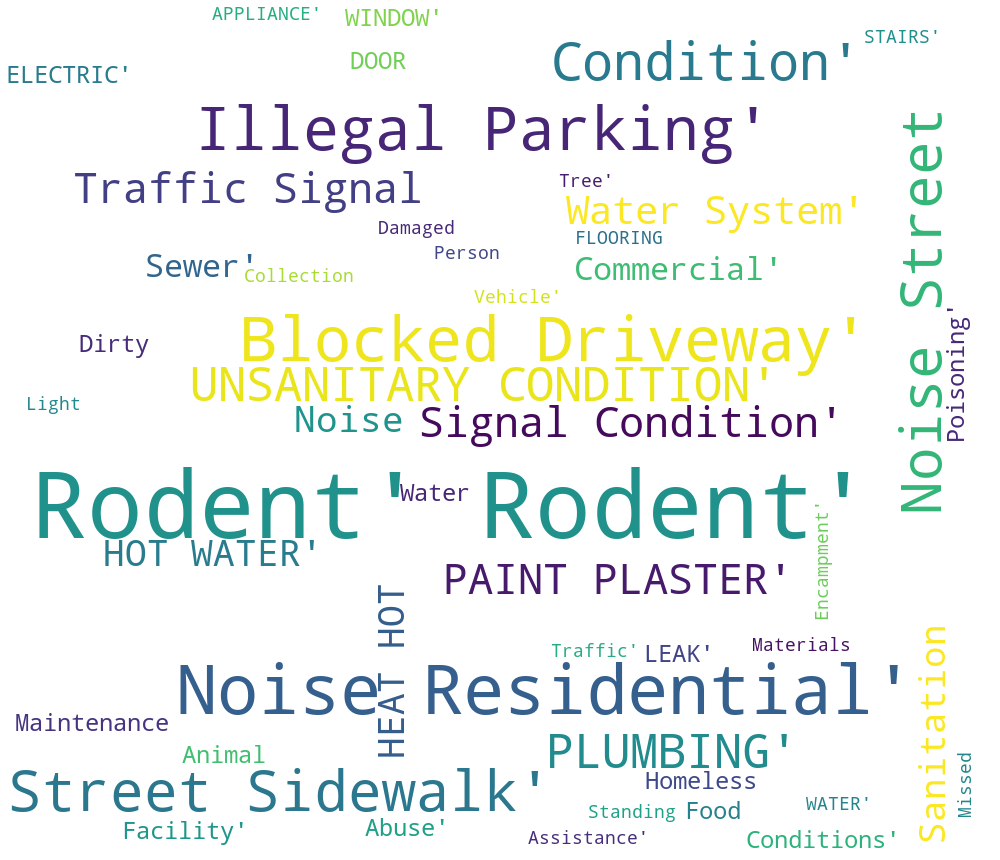 APPLIANCE'
WINDOW'
STAIRS'
Condition'
DOOR
ELECTRIC'
Illegal Parking'
Noise Street
Traffic Signal
Tree'
Water System'
Damaged
FLOORING
Person
Sewer'
Collection
Commercial'
Vehicle'
Blocked Driveway'
Dirty
Poisoning'
UNSANITARY CONDITION'
Light
Noise
Signal Condition'
Rodent' Rodent'
Water
HOT WATER'
Encampment'
PAINT PLASTER'
HEAT HOT
Traffic'
LEAK'
Materials
Noise Residential'
Sanitation
Maintenance
Animal
PLUMBING'
Homeless
Missed
Street Sidewalk'
Standing
Food
WATER'
Facility'
Abuse'
Assistance'
Conditions'